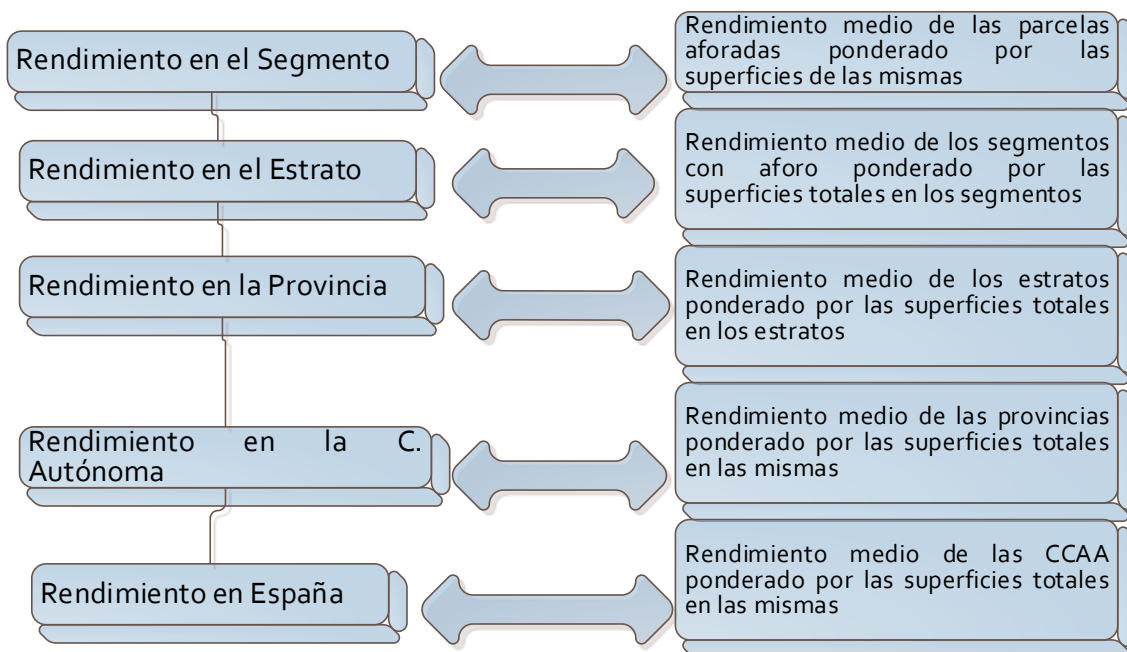 Rendimiento en el Segmento
Rendimiento medio de las parcelas
aforadas ponderado por las
superficies de las mismas
Rendimiento en el Estrato
Rendimiento medio de los segmentos
con aforo ponderado por las
superficies totales en los segmentos
Rendimiento en la Provincia
Rendimiento medio de los estratos
ponderado por las superficies totales
en los estratos
Rendimiento en la C.
Autónoma
Rendimiento medio de las provincias
ponderado por las superficies totales
en las mismas
Rendimiento en España
Rendimiento medio de las CCAA
ponderado por las superficies totales
en las mismas